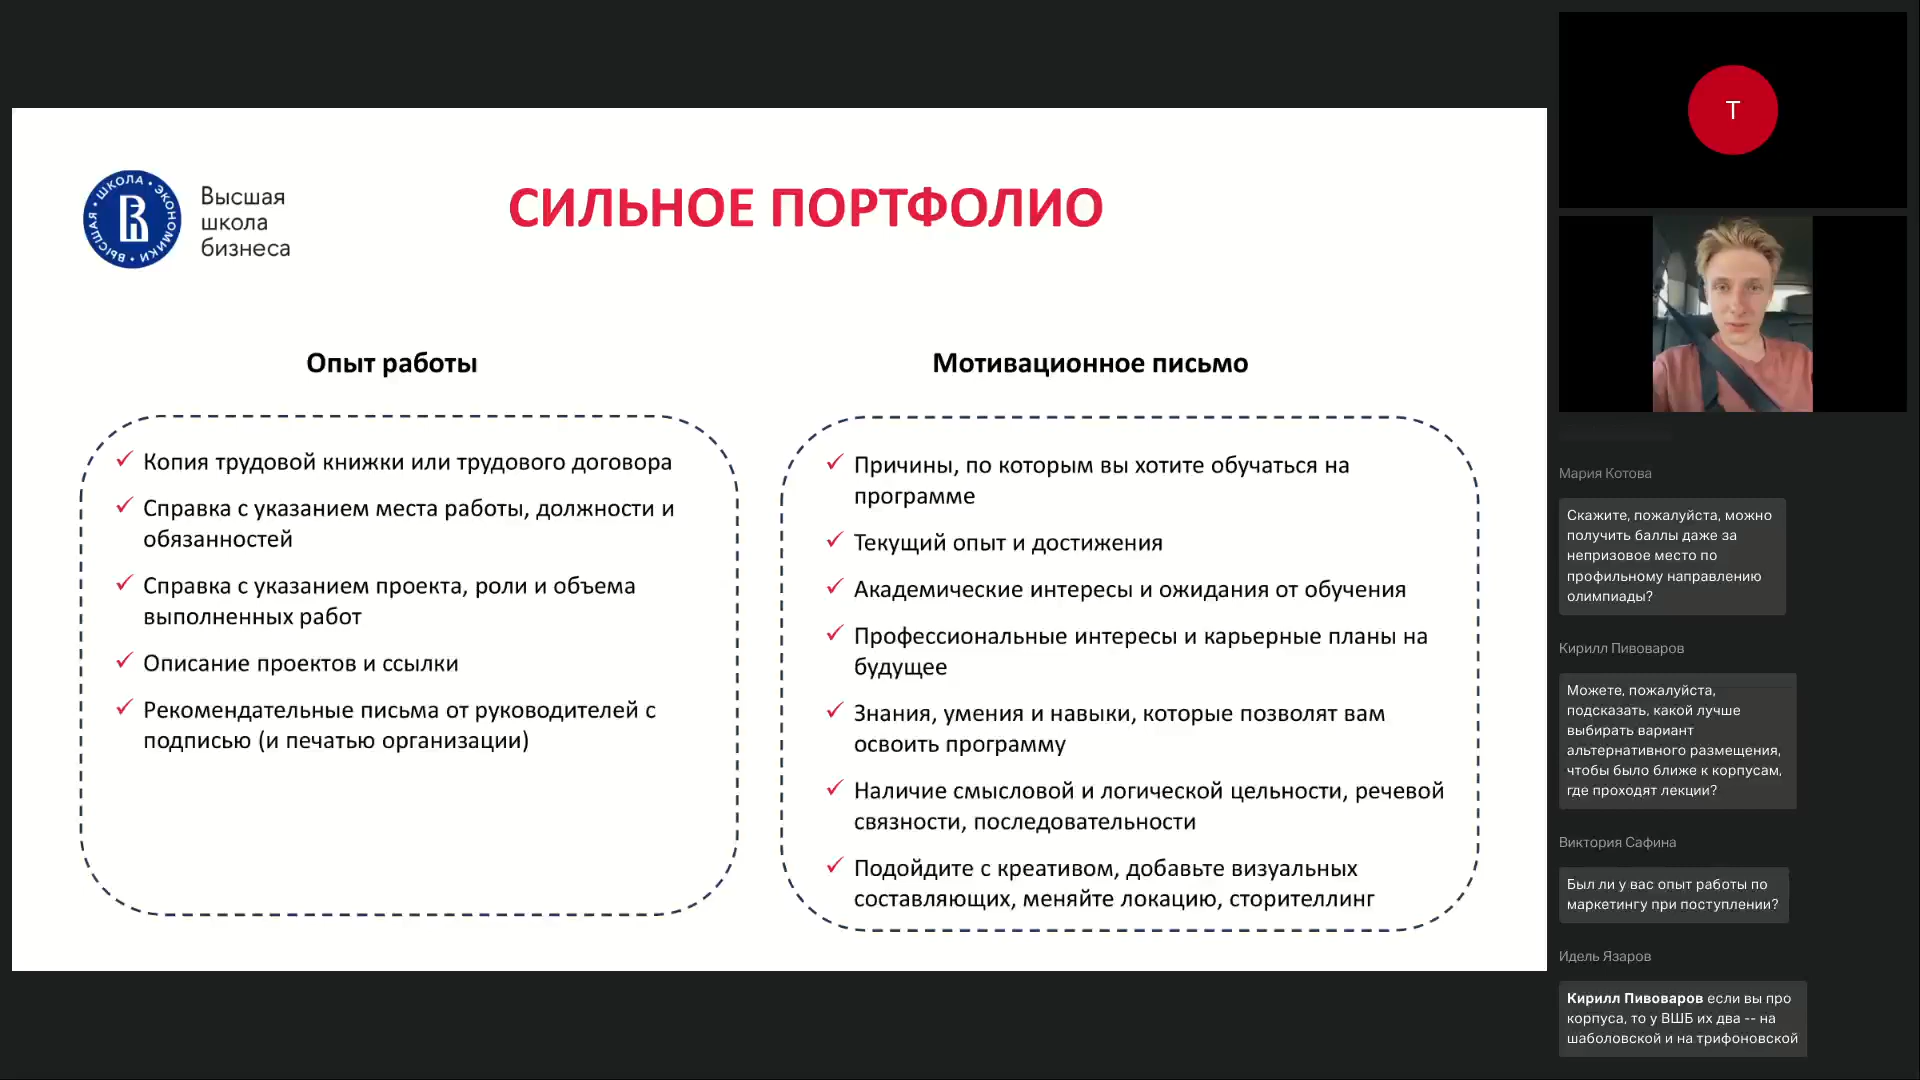 ВЫСШАЯ • ШКОЛА • ЭКОНОМИКИ •
Высшая
школа
бизнеса
СИЛЬНОЕ ПОРТФОЛИО
Опыт работы
Копия трудовой книжки или трудового договора
Справка с указанием места работы, должности и
обязанностей
Справка с указанием проекта, роли и объема
выполненных работ
Описание проектов и ссылки
Рекомендательные письма от руководителей с
подписью (и печатью организации)
Мотивационное письмо
Причины, по которым вы хотите обучаться на
программе
Текущий опыт и достижения
Академические интересы и ожидания от обучения
Профессиональные интересы и карьерные планы на
будущее
Знания, умения и навыки, которые позволят вам
освоить программу
Наличие смысловой и логической цельности, речевой
связности, последовательности
Подойдите с креативом, добавьте визуальных
составляющих, меняйте локацию, сторителлинг
Т
Мария Котова
Скажите, пожалуйста, можно
получить баллы даже за
непризовое место по
профильному направлению
олимпиады?
Кирилл Пивоваров
Можете, пожалуйста,
подсказать, какой лучше
выбирать вариант
альтернативного размещения,
чтобы было ближе к корпусам,
где проходят лекции?
Виктория Сафина
Был ли у вас опыт работы по
маркетингу при поступлении?
Идель Язаров
Кирилл Пивоваров если вы про
корпуса, то у ВШБ их два -- на
шаболовской и на трифоновской